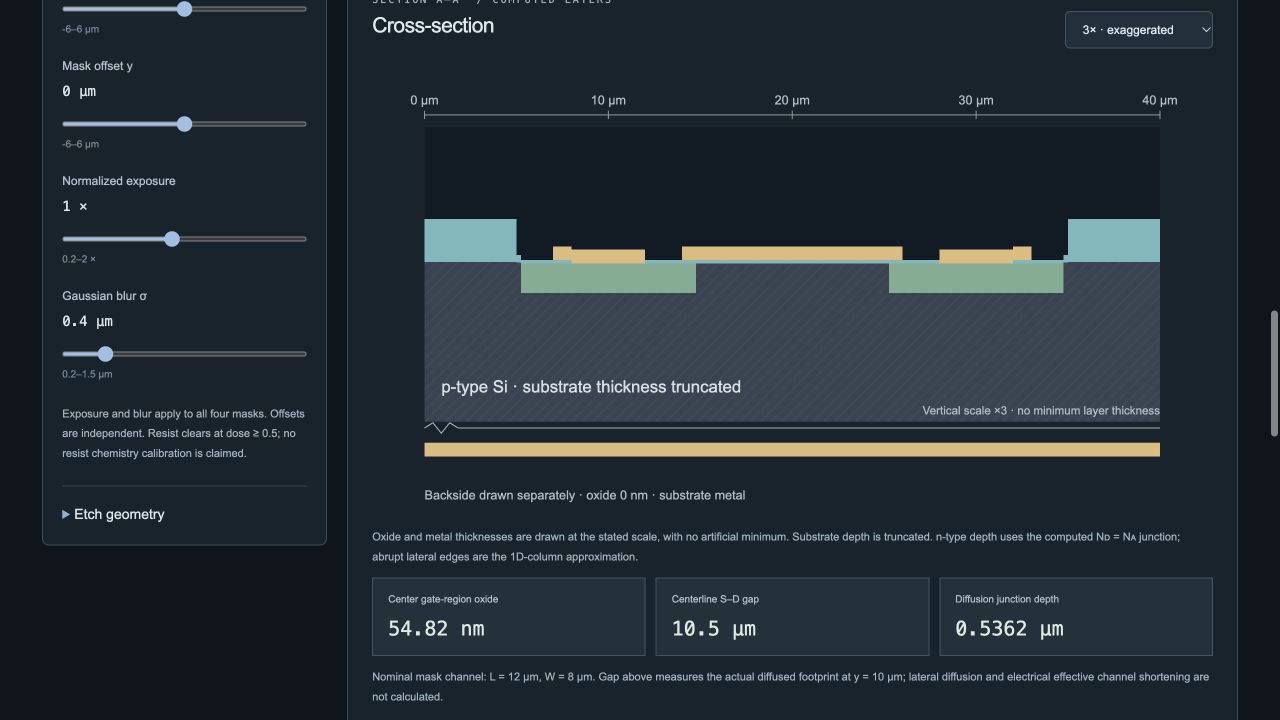 -6–6 µm
Mask offset y
0 µm
-6–6 µm
Normalized exposure
1 ×
0.2–2 ×
Gaussian blur σ
0.4 µm
0.2–1.5 µm
Exposure and blur apply to all four masks. Offsets
are independent. Resist clears at dose ≥ 0.5; no
resist chemistry calibration is claimed.
Etch geometry
Cross-section
3× · exaggerated
0 µm
10 µm
20 µm
30 µm
40 µm
p-type Si · substrate thickness truncated
Vertical scale ×3 · no minimum layer thickness
Backside drawn separately · oxide 0 nm · substrate metal
Oxide and metal thicknesses are drawn at the stated scale, with no artificial minimum. Substrate depth is truncated. n-type depth uses the computed Nᴅ = Nᴀ junction;
abrupt lateral edges are the 1D-column approximation.
Center gate-region oxide
54.82 nm
Centerline S–D gap
10.5 µm
Diffusion junction depth
0.5362 µm
Nominal mask channel: L = 12 µm, W = 8 µm. Gap above measures the actual diffused footprint at y = 10 µm; lateral diffusion and electrical effective channel shortening are
not calculated.